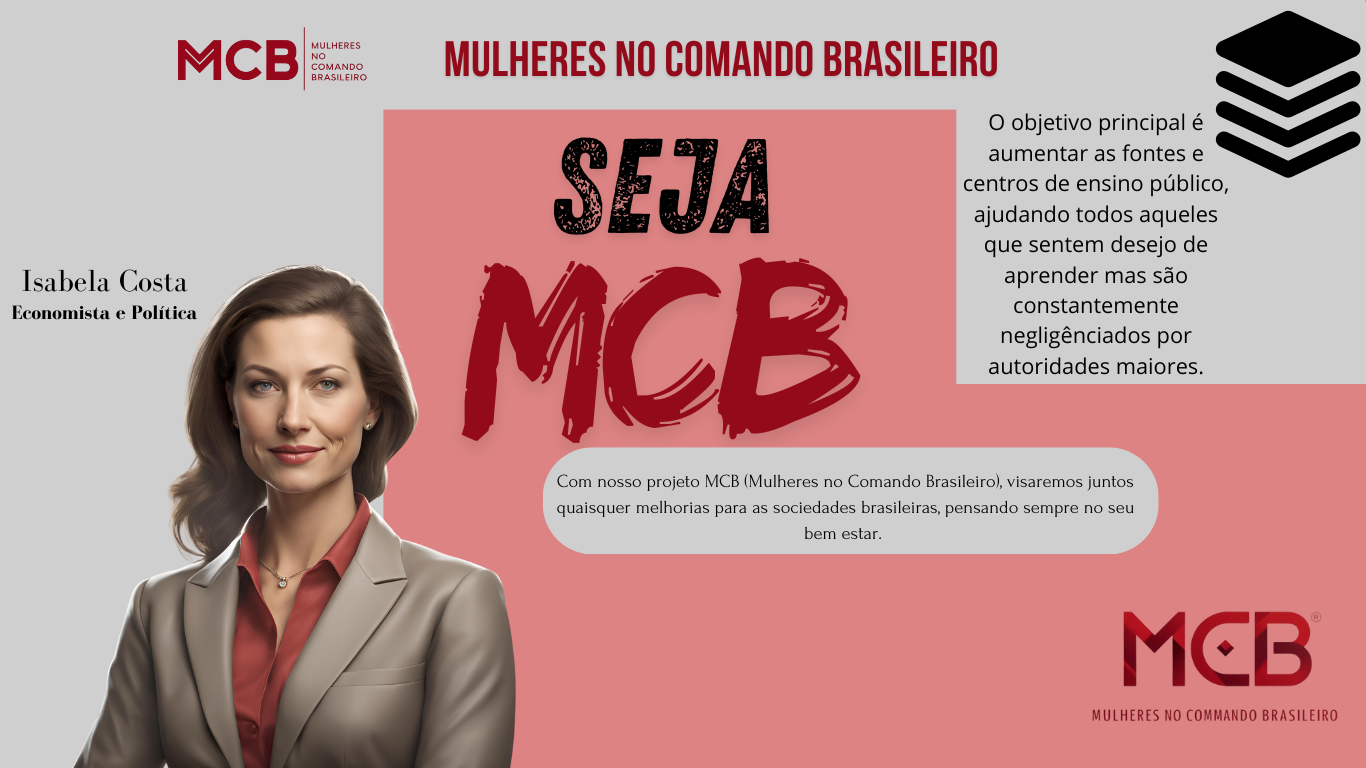 MCB
MULHERES
NO
COMANDO
BRASILEIRO
MULHERES NO COMANDO BRASILEIRO
SEJA
MCB
O objetivo principal é
aumentar as fontes e
centros de ensino público,
ajudando todos aqueles
que sentem desejo de
aprender mas são
constantemente
negligênciados por
autoridades maiores.
Isabela Costa
Economista e Política
Com nosso projeto MCB (Mulheres no Comando Brasileiro), visaremos juntos
quaisquer melhorias para as sociedades brasileiras, pensando sempre no seu
bem estar.
MCB®
MULHERES NO COMMANDO BRASILEIRO